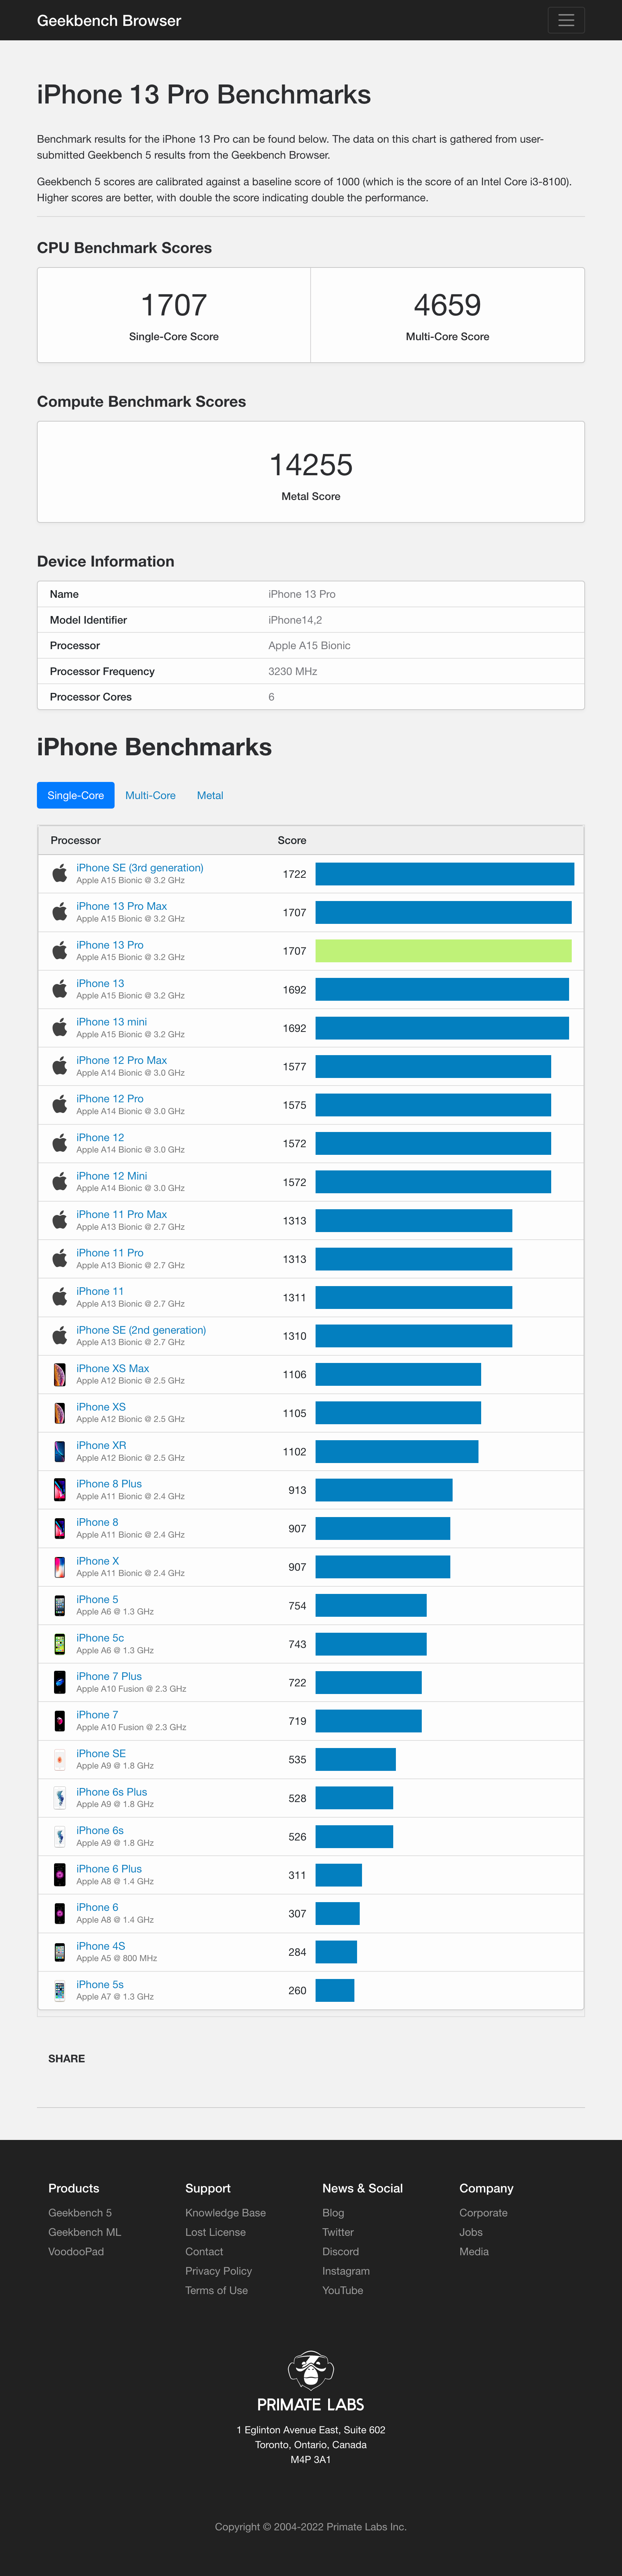 Geekbench Browser
iPhone 13 Pro Benchmarks
Benchmark results for the iPhone 13 Pro can be found below. The data on this chart is gathered from user-
submitted Geekbench 5 results from the Geekbench Browser.
Geekbench 5 scores are calibrated against a baseline score of 1000 (which is the score of an Intel Core i3-8100).
Higher scores are better, with double the score indicating double the performance.
CPU Benchmark Scores
1707
Single-Core Score
4659
Multi-Core Score
Compute Benchmark Scores
14255
Metal Score
Device Information
Name iPhone 13 Pro
Model Identifier iPhone14,2
Processor Apple A15 Bionic
Processor Frequency 3230 MHz
Processor Cores 6
iPhone Benchmarks
Single-Core Multi-Core Metal
Processor Score
iPhone SE (3rd generation)
Apple A15 Bionic @ 3.2 GHz
1722
iPhone 13 Pro Max
Apple A15 Bionic @ 3.2 GHz
1707
iPhone 13 Pro
Apple A15 Bionic @ 3.2 GHz
1707
iPhone 13
Apple A15 Bionic @ 3.2 GHz
1692
iPhone 13 mini
Apple A15 Bionic @ 3.2 GHz
1692
iPhone 12 Pro Max
Apple A14 Bionic @ 3.0 GHz
1577
iPhone 12 Pro
Apple A14 Bionic @ 3.0 GHz
1575
iPhone 12
Apple A14 Bionic @ 3.0 GHz
1572
iPhone 12 Mini
Apple A14 Bionic @ 3.0 GHz
1572
iPhone 11 Pro Max
Apple A13 Bionic @ 2.7 GHz
1313
iPhone 11 Pro
Apple A13 Bionic @ 2.7 GHz
1313
iPhone 11
Apple A13 Bionic @ 2.7 GHz
1311
iPhone SE (2nd generation)
Apple A13 Bionic @ 2.7 GHz
1310
iPhone XS Max
Apple A12 Bionic @ 2.5 GHz
1106
iPhone XS
Apple A12 Bionic @ 2.5 GHz
1105
iPhone XR
Apple A12 Bionic @ 2.5 GHz
1102
iPhone 8 Plus
Apple A11 Bionic @ 2.4 GHz
913
iPhone 8
Apple A11 Bionic @ 2.4 GHz
907
iPhone X
Apple A11 Bionic @ 2.4 GHz
907
iPhone 5
Apple A6 @ 1.3 GHz
754
iPhone 5c
Apple A6 @ 1.3 GHz
743
iPhone 7 Plus
Apple A10 Fusion @ 2.3 GHz
722
iPhone 7
Apple A10 Fusion @ 2.3 GHz
719
iPhone SE
Apple A9 @ 1.8 GHz
535
iPhone 6s Plus
Apple A9 @ 1.8 GHz
528
iPhone 6s
Apple A9 @ 1.8 GHz
526
iPhone 6 Plus
Apple A8 @ 1.4 GHz
311
iPhone 6
Apple A8 @ 1.4 GHz
307
iPhone 4S
Apple A5 @ 800 MHz
284
iPhone 5s
Apple A7 @ 1.3 GHz
260
SHARE
Products
Geekbench 5
Geekbench ML
VoodooPad
Support
Knowledge Base
Lost License
Contact
Privacy Policy
Terms of Use
News & Social
Blog
Twitter
Discord
Instagram
YouTube
Company
Corporate
Jobs
Media
PRIMATE LABS
1 Eglinton Avenue East, Suite 602
Toronto, Ontario, Canada
M4P 3A1
Copyright © 2004-2022 Primate Labs Inc.